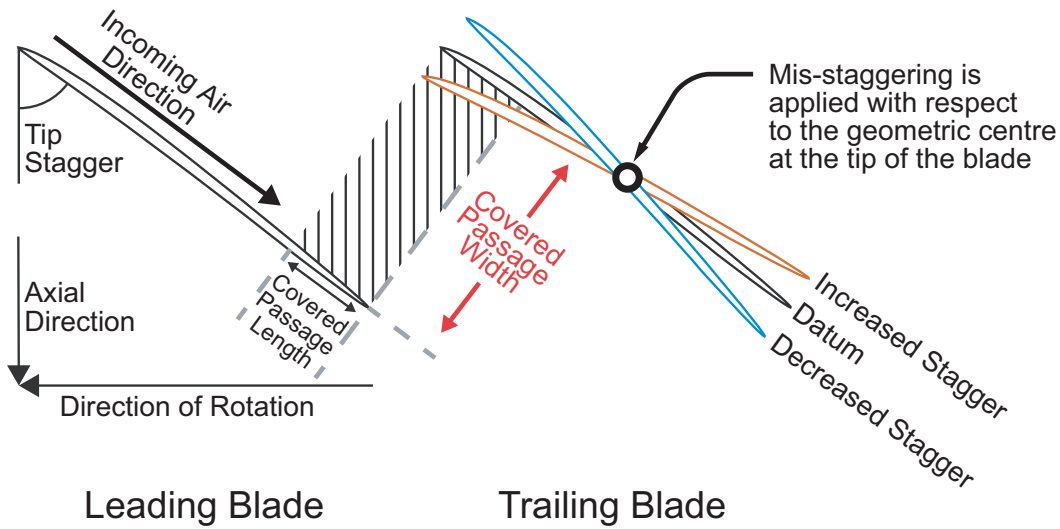 Incoming Air
Direction
Tip
Stagger
Axial
Direction
Covered
Passage
Length
Direction of Rotation
Covered
Passage
Width
Mis-staggering is
applied with respect
to the geometric centre
at the tip of the blade
Increased Stagger
Datum
Decreased Stagger
Leading Blade
Trailing Blade